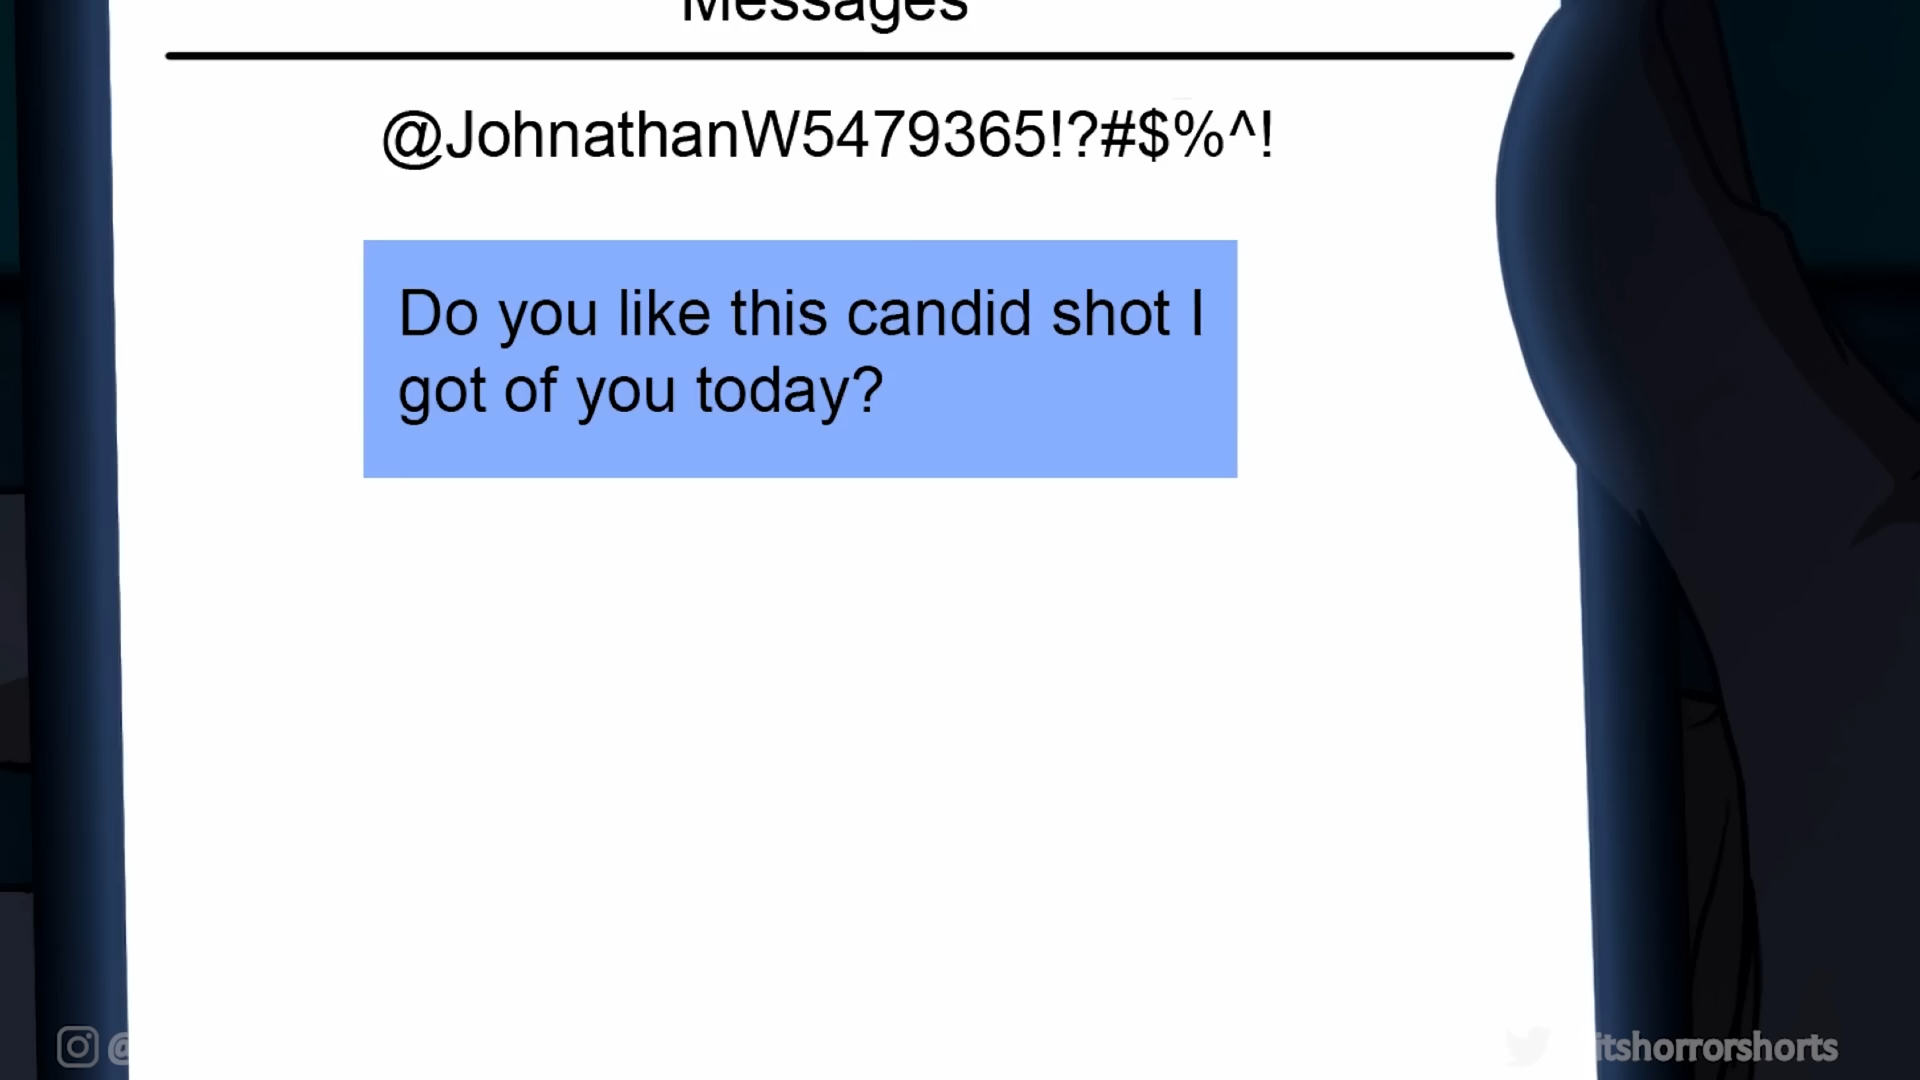 Messages
@JohnathanW5479365!?#$%^!
Do you like this candid shot I
got of you today?
@
itshorrorshorts